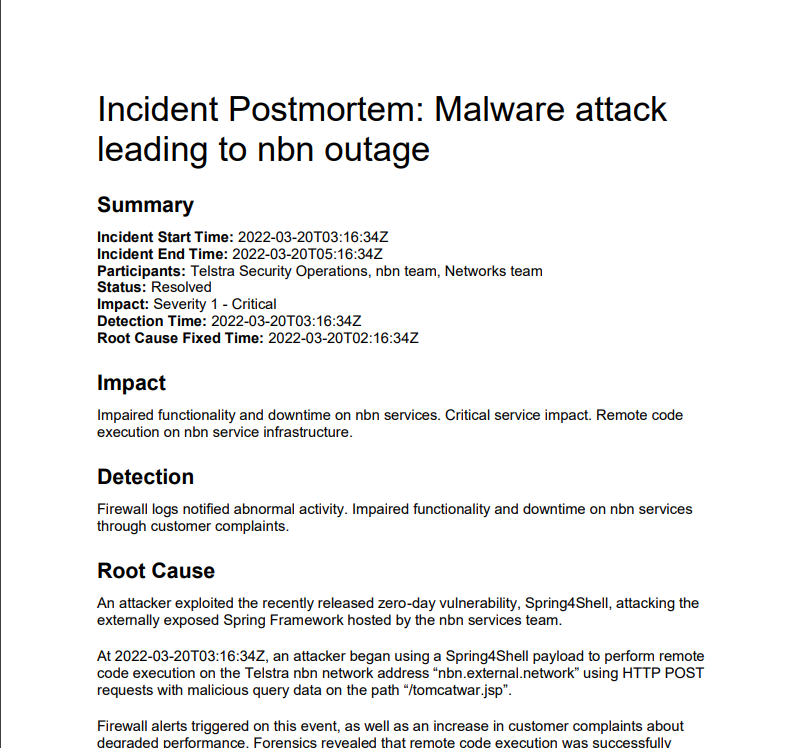 Incident Postmortem: Malware attack
leading to nbn outage
Summary
Incident Start Time: 2022-03-20T03:16:34Z
Incident End Time: 2022-03-20T05:16:34Z
Participants: Telstra Security Operations, nbn team, Networks team
Status: Resolved
Impact: Severity 1 - Critical
Detection Time: 2022-03-20T03:16:34Z
Root Cause Fixed Time: 2022-03-20T02:16:34Z
Impact
Impaired functionality and downtime on nbn services. Critical service impact. Remote code
execution on nbn service infrastructure.
Detection
Firewall logs notified abnormal activity. Impaired functionality and downtime on nbn services
through customer complaints.
Root Cause
An attacker exploited the recently released zero-day vulnerability, Spring4Shell, attacking the
externally exposed Spring Framework hosted by the nbn services team.
At 2022-03-20T03:16:34Z, an attacker began using a Spring4Shell payload to perform remote
code execution on the Telstra nbn network address “nbn.external.network” using HTTP POST
requests with malicious query data on the path “/tomcatwar.jsp”.
Firewall alerts triggered on this event, as well as an increase in customer complaints about
degraded performance. Forensics revealed that remote code execution was successfully